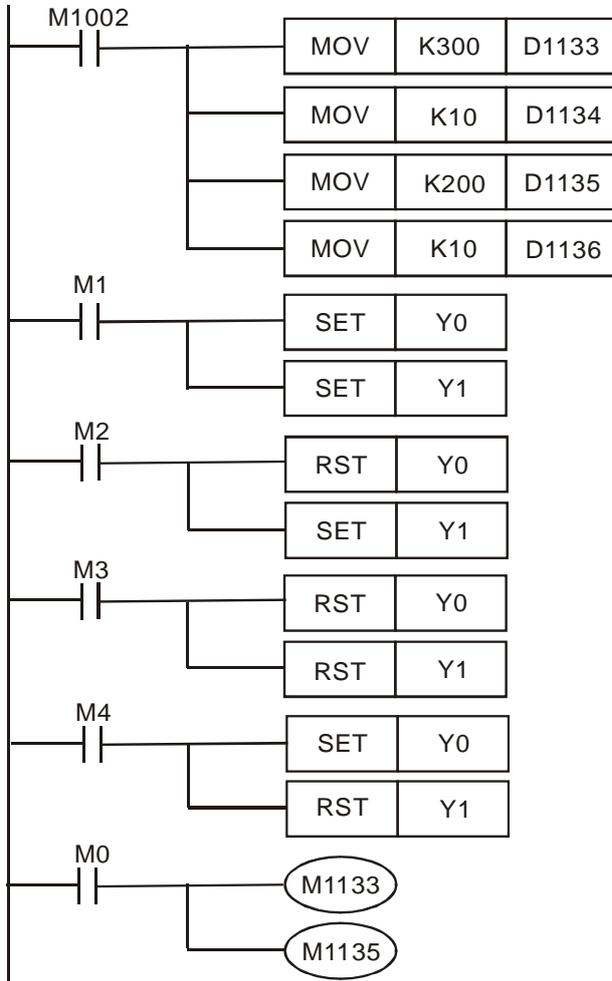 M1002
MOV K300 D1133
MOV K10 D1134
MOV K200 D1135
MOV K10 D1136
M1
SET Y0
SET Y1
M2
RST Y0
SET Y1
M3
RST Y0
RST Y1
M4
SET Y0
RST Y1
M0
M1133
M1135